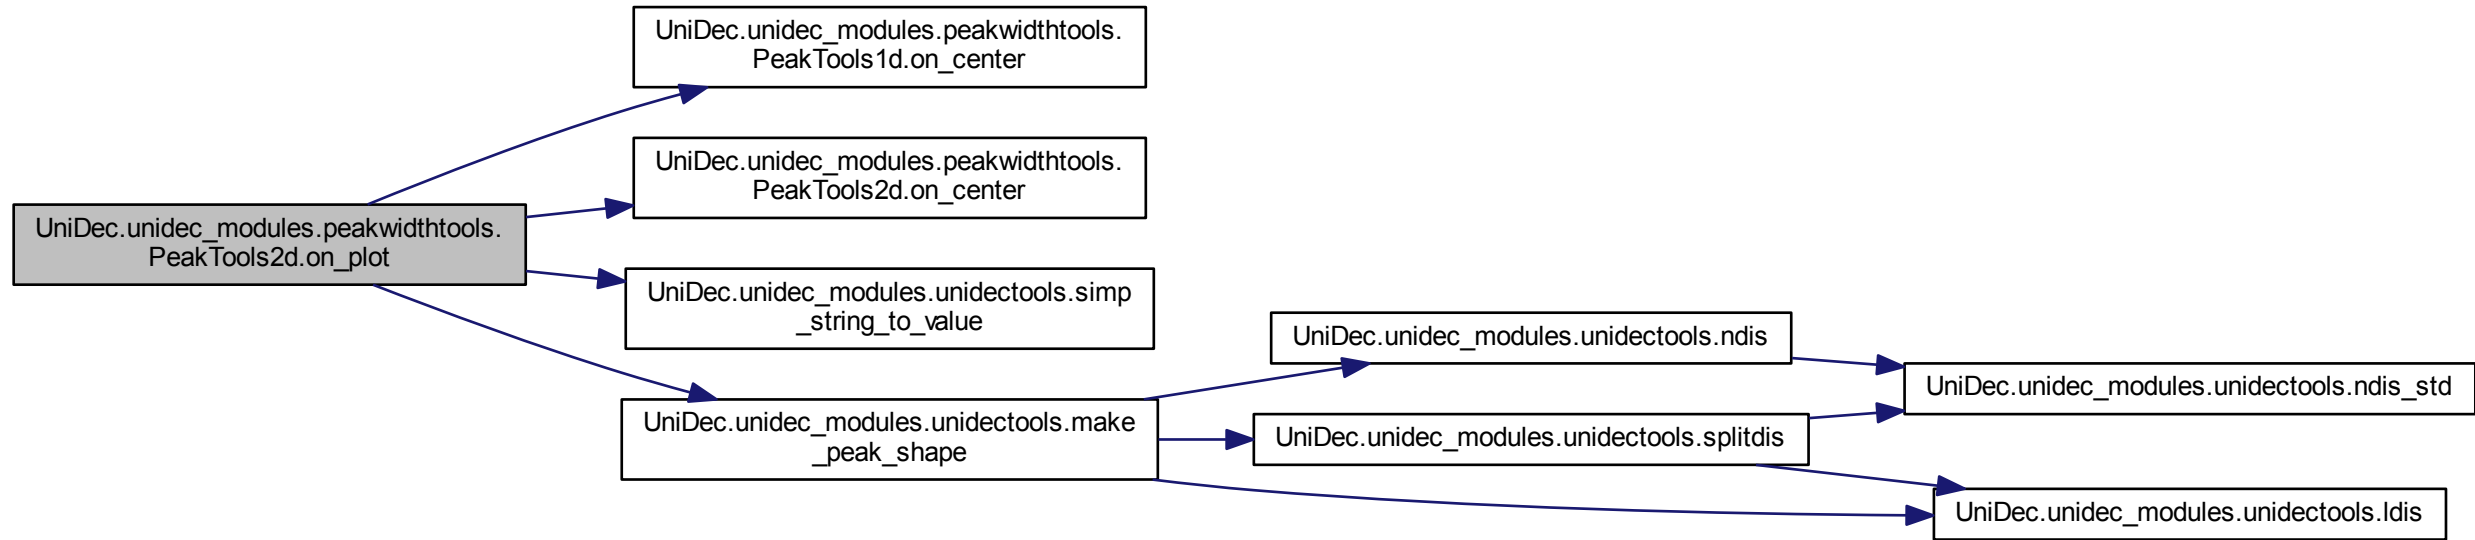 UniDec.unidec_modules.peakwidthtools.
PeakTools1d.on_center
UniDec.unidec_modules.peakwidthtools.
PeakTools2d.on_center
UniDec.unidec_modules.peakwidthtools.
PeakTools2d.on_plot
UniDec.unidec_modules.unidectools.simp
_string_to_value
UniDec.unidec_modules.unidectools.make
_peak_shape
UniDec.unidec_modules.unidectools.ndis
UniDec.unidec_modules.unidectools.splitdis
UniDec.unidec_modules.unidectools.ndis_std
UniDec.unidec_modules.unidectools.ldis